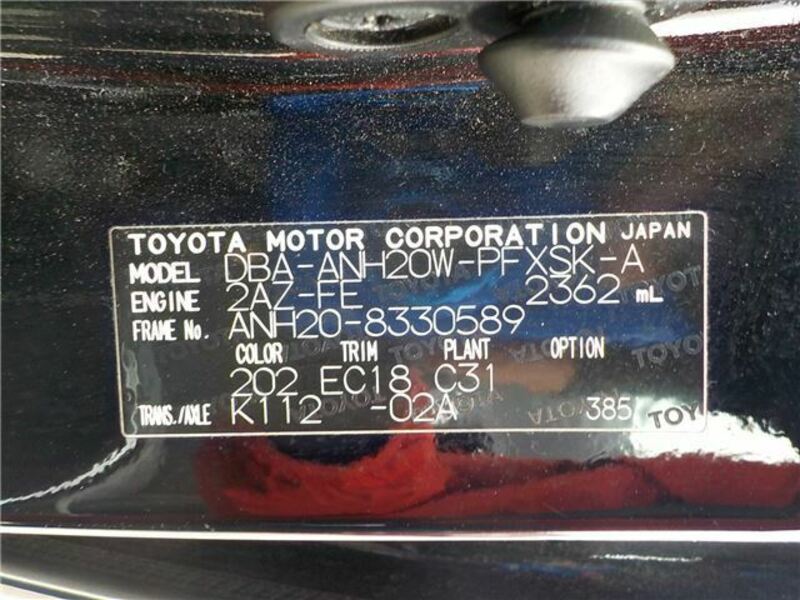 TOYOTA MOTOR CORPORATION JAPAN
MODEL DBA-ANH20W-PFXSK-A
ENGINE 2AZ-FE 2362 mL
FRAME No. ANH20-8330589
COLOR TRIM PLANT OPTION
202 EC18 C31
TRANS./AXLE K112 -02A 385
TOYOTA